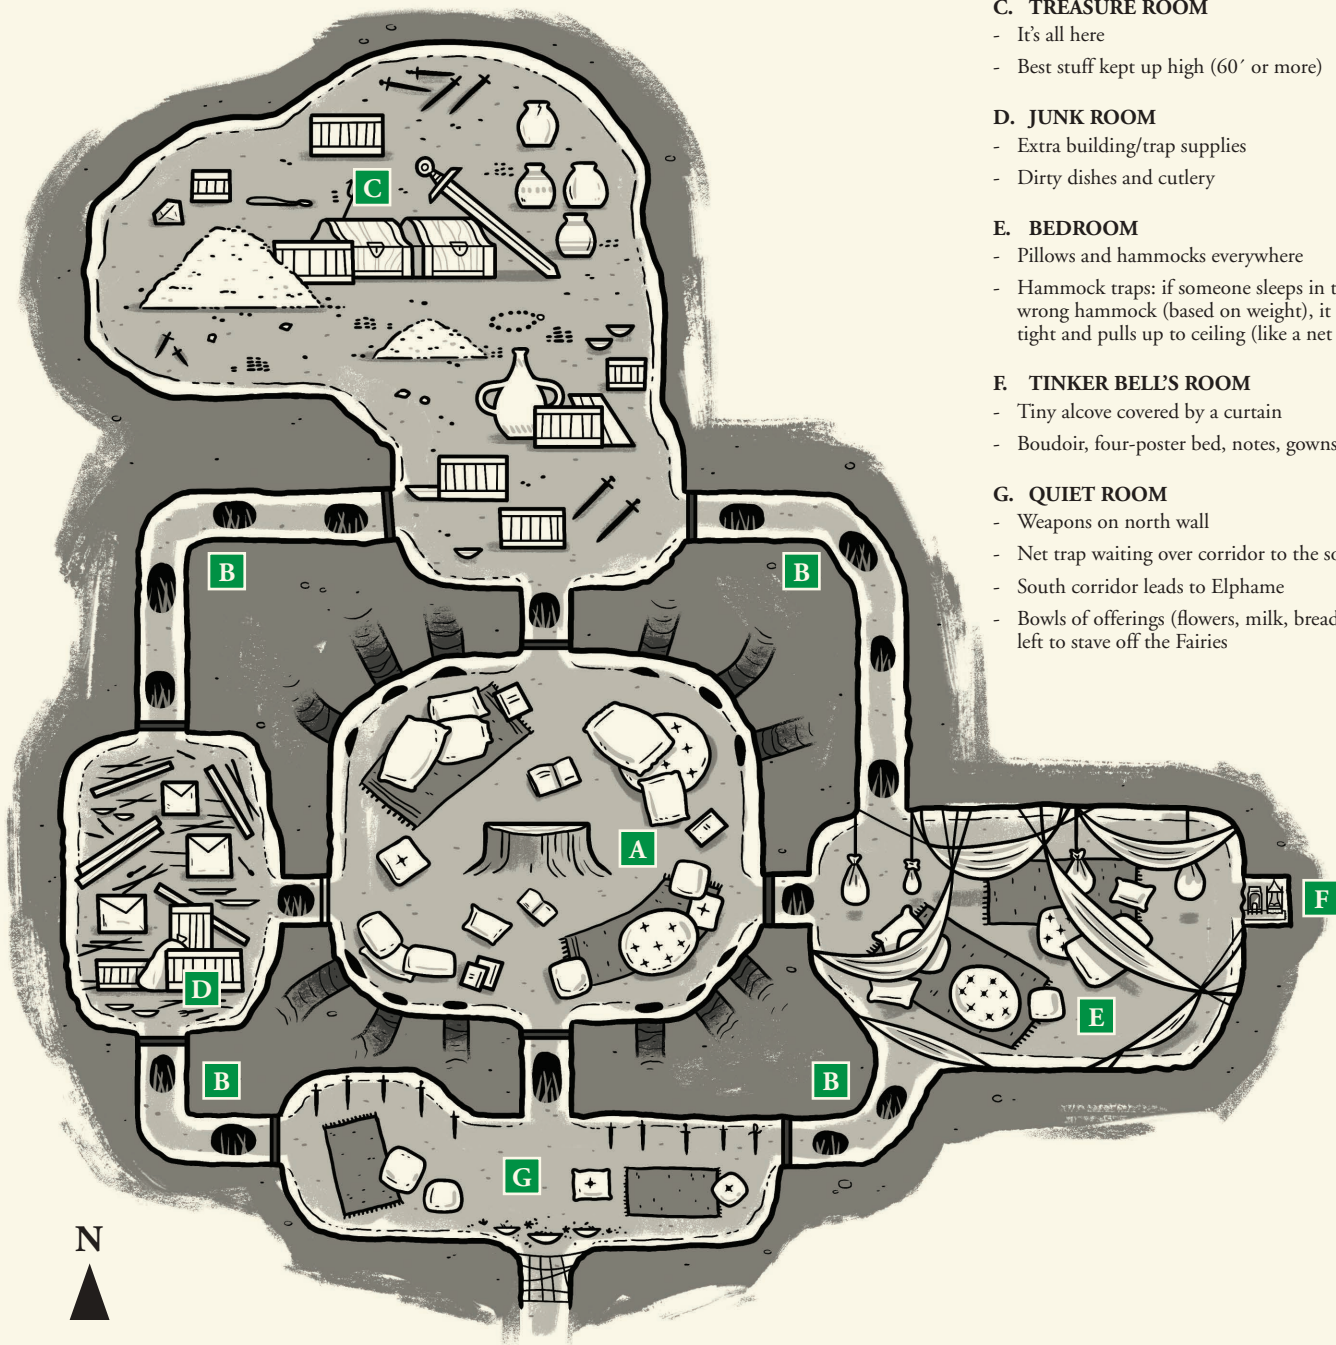 C. TREASURE ROOM
- It's all here
- Best stuff kept up high (60´ or more)
D. JUNK ROOM
- Extra building/trap supplies
- Dirty dishes and cutlery
E. BEDROOM
- Pillows and hammocks everywhere
- Hammock traps: if someone sleeps in
wrong hammock (based on weight), it
tight and pulls up to ceiling (like a net
F. TINKER BELL'S ROOM
- Tiny alcove covered by a curtain
- Boudoir, four-poster bed, notes, gowns
G. QUIET ROOM
- Weapons on north wall
- Net trap waiting over corridor to the
- South corridor leads to Elphame
- Bowls of offerings (flowers, milk, bread
left to stave off the Fairies
C
B
B
A
F
D
E
B
B
G
N